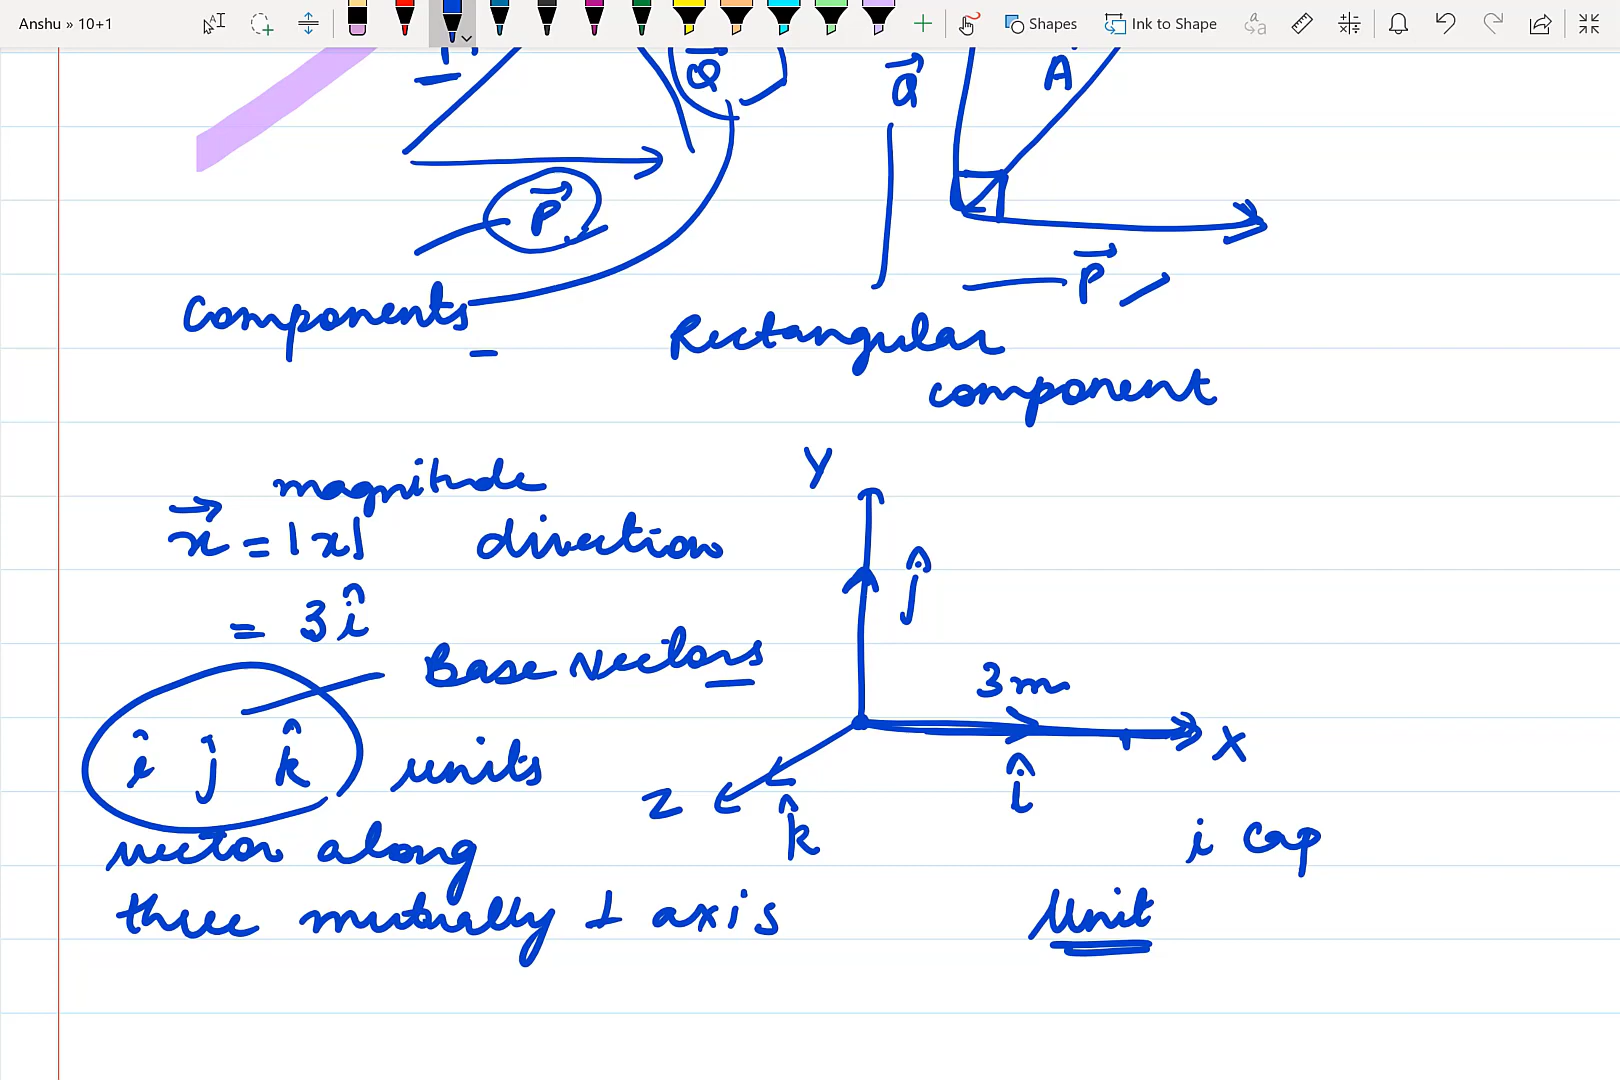 Anshu » 10+1
Shapes
Ink to Shape
Q⃗
Q⃗
A
P⃗
P⃗
Components
Rectangular
component
magnitude
x⃗ = |x| direction
= 3î
Base vectors
î ĵ k̂ units
vector along
three mutually ⊥ axis
Y
ĵ
3m
X
î
Z
k̂
i cap
Unit